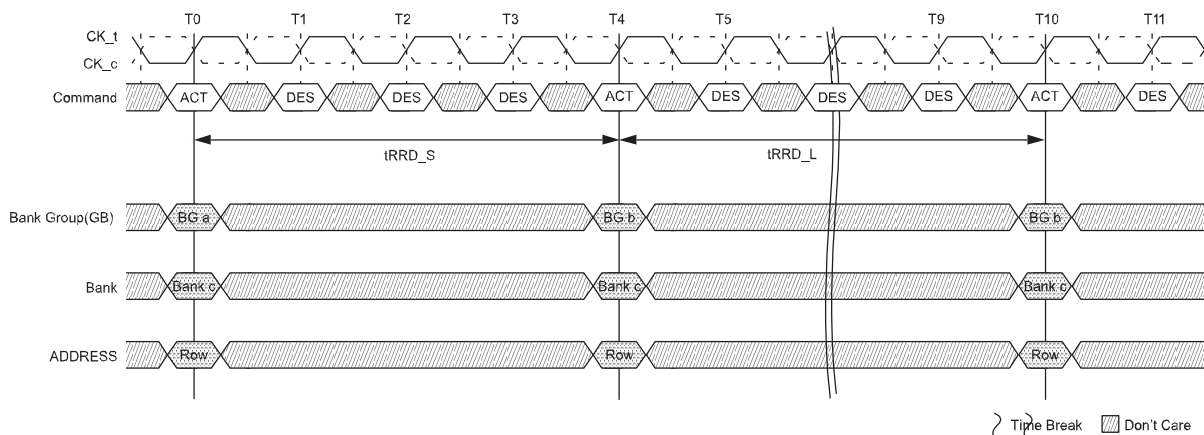 T0 T1 T2 T3 T4 T5 T9 T10 T11
CK_t
CK_c
Command ACT DES DES DES ACT DES DES DES ACT DES
tRRD_S tRRD_L
Bank Group(GB) BG a BG b BG b
Bank Bank c Bank c Bank c
ADDRESS Row Row Row
Time Break Don't Care